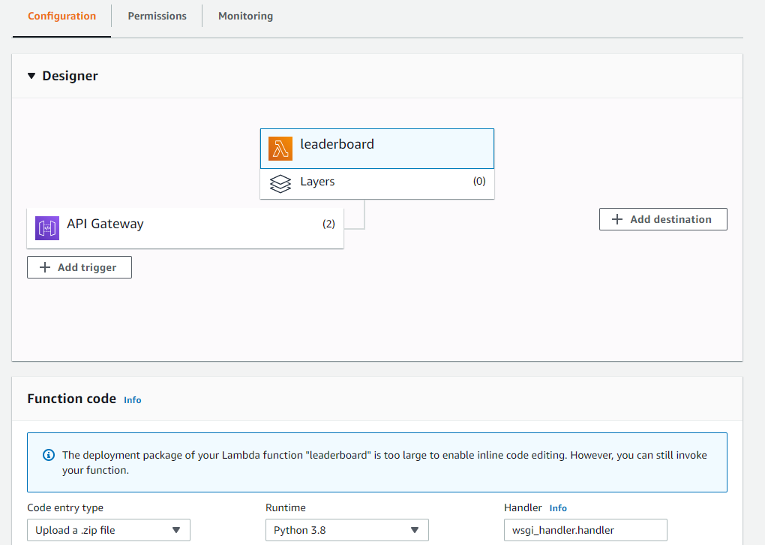 Configuration Permissions Monitoring
Designer
leaderboard
Layers (0)
API Gateway (2)
Add destination
Add trigger
Function code Info
The deployment package of your Lambda function "leaderboard" is too large to enable inline code editing. However, you can still invoke
your function.
Code entry type Runtime Handler Info
Upload a .zip file Python 3.8 wsgi_handler.handler